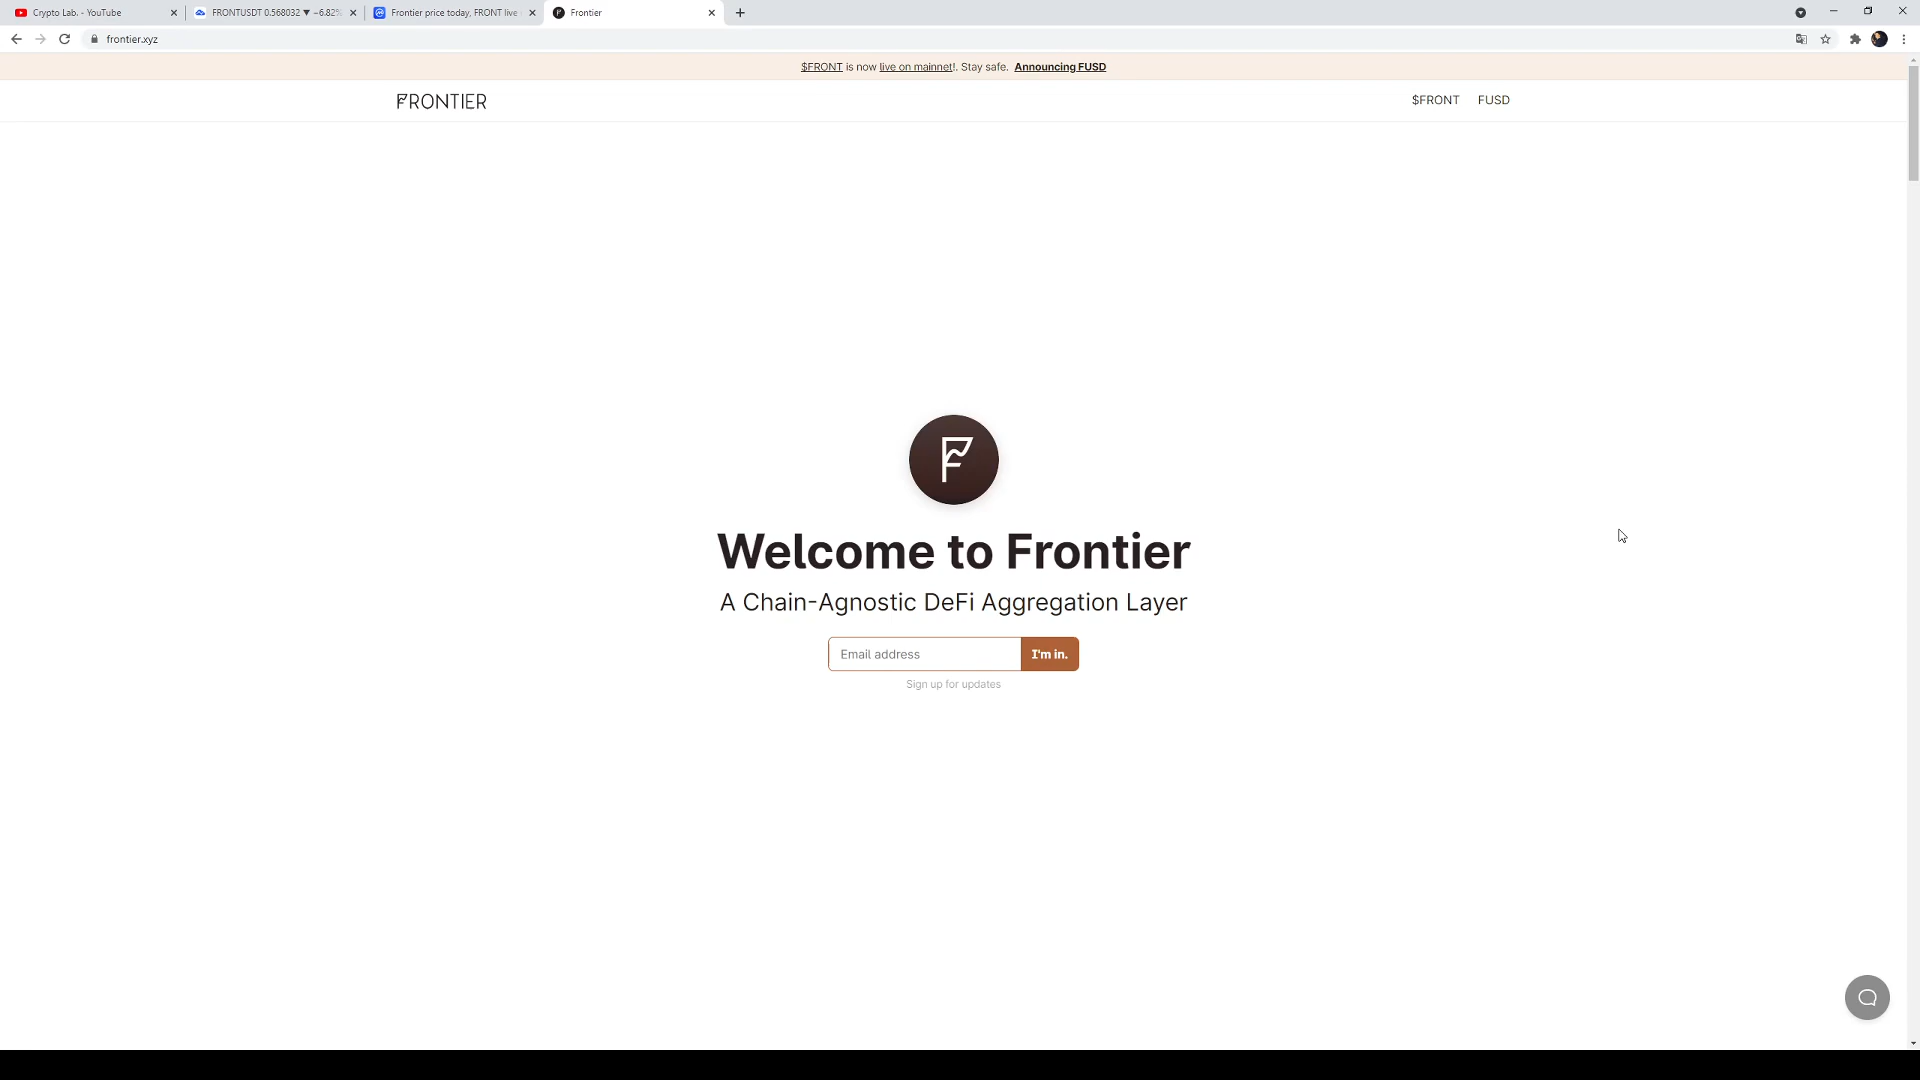 Crypto Lab. - YouTube
FRONTUSDT 0.568032 ▼ −6.82%
Frontier price today, FRONT live
Frontier
frontier.xyz
$FRONT is now live on mainnet!. Stay safe. Announcing FUSD
FRONTIER
$FRONT
FUSD
Welcome to Frontier
A Chain-Agnostic DeFi Aggregation Layer
Email address
I'm in.
Sign up for updates